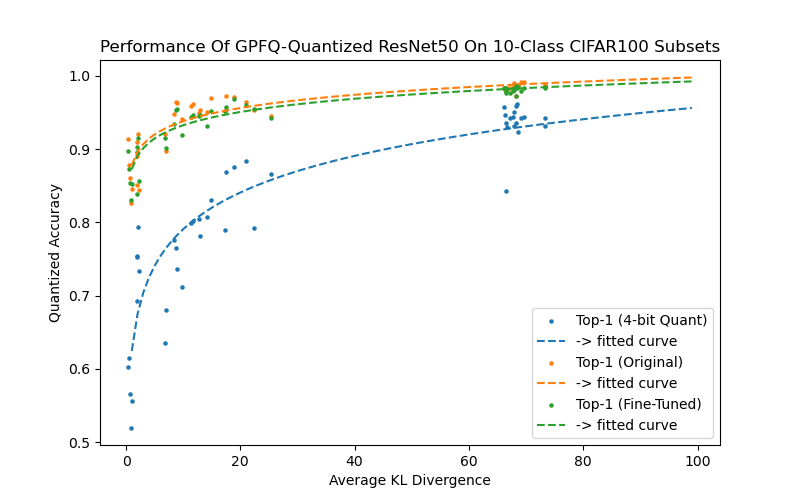 Performance Of GPFQ-Quantized ResNet50 On 10-Class CIFAR100 Subsets
1.0
0.9
0.8
0.7
0.6
0.5
Quantized Accuracy
Top-1 (4-bit Quant)
-> fitted curve
Top-1 (Original)
-> fitted curve
Top-1 (Fine-Tuned)
-> fitted curve
0 20 40 60 80 100
Average KL Divergence